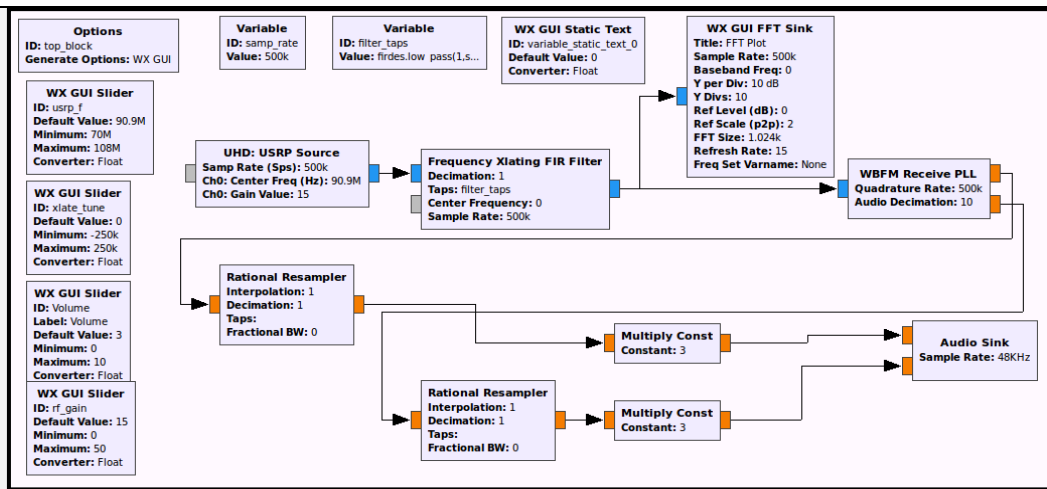 Options
ID: top_block
Generate Options: WX GUI
Variable
ID: samp_rate
Value: 500k
Variable
ID: filter_taps
Value: firdes.low_pass(1,s...
WX GUI Static Text
ID: variable_static_text_0
Default Value: 0
Converter: Float
WX GUI FFT Sink
Title: FFT Plot
Sample Rate: 500k
Baseband Freq: 0
Y per Div: 10 dB
Y Divs: 10
Ref Level (dB): 0
Ref Scale (p2p): 2
FFT Size: 1.024k
Refresh Rate: 15
Freq Set Varname: None
WX GUI Slider
ID: usrp_f
Default Value: 90.9M
Minimum: 70M
Maximum: 108M
Converter: Float
UHD: USRP Source
Samp Rate (Sps): 500k
Ch0: Center Freq (Hz): 90.9M
Ch0: Gain Value: 15
Frequency Xlating FIR Filter
Decimation: 1
Taps: filter_taps
Center Frequency: 0
Sample Rate: 500k
WBFM Receive PLL
Quadrature Rate: 500k
Audio Decimation: 10
WX GUI Slider
ID: xlate_tune
Default Value: 0
Minimum: -250k
Maximum: 250k
Converter: Float
Rational Resampler
Interpolation: 1
Decimation: 1
Taps:
Fractional BW: 0
WX GUI Slider
ID: Volume
Label: Volume
Default Value: 3
Minimum: 0
Maximum: 10
Converter: Float
Multiply Const
Constant: 3
Audio Sink
Sample Rate: 48KHz
WX GUI Slider
ID: rf_gain
Default Value: 15
Minimum: 0
Maximum: 50
Converter: Float
Rational Resampler
Interpolation: 1
Decimation: 1
Taps:
Fractional BW: 0
Multiply Const
Constant: 3